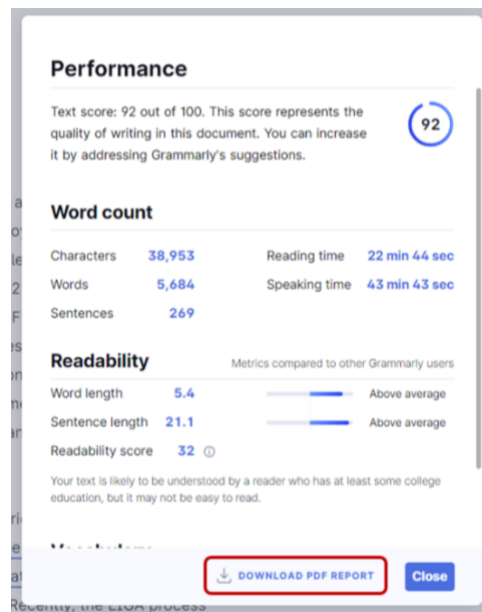 Performance
Text score: 92 out of 100. This score represents the
quality of writing in this document. You can increase
it by addressing Grammarly's suggestions.
92
Word count
Characters 38,953 Reading time 22 min 44 sec
Words 5,684 Speaking time 43 min 43 sec
Sentences 269
Readability Metrics compared to other Grammarly users
Word length 5.4 Above average
Sentence length 21.1 Above average
Readability score 32
Your text is likely to be understood by a reader who has at least some college
education, but it may not be easy to read.
DOWNLOAD PDF REPORT Close
Recently, the LIGA process